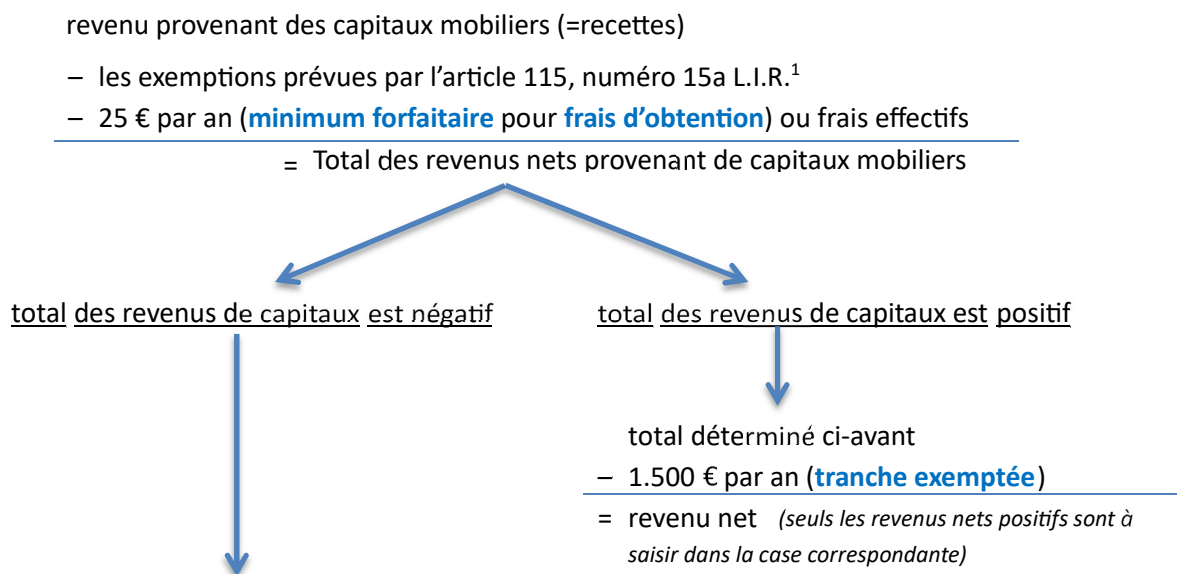 revenu provenant des capitaux mobiliers (=recettes)
– les exemptions prévues par l’article 115, numéro 15a L.I.R.¹
– 25 € par an (minimum forfaitaire pour frais d’obtention) ou frais effectifs
= Total des revenus nets provenant de capitaux mobiliers
total des revenus de capitaux est négatif
total des revenus de capitaux est positif
total déterminé ci-avant
– 1.500 € par an (tranche exemptée)
= revenu net (seuls les revenus nets positifs sont à
saisir dans la case correspondante)